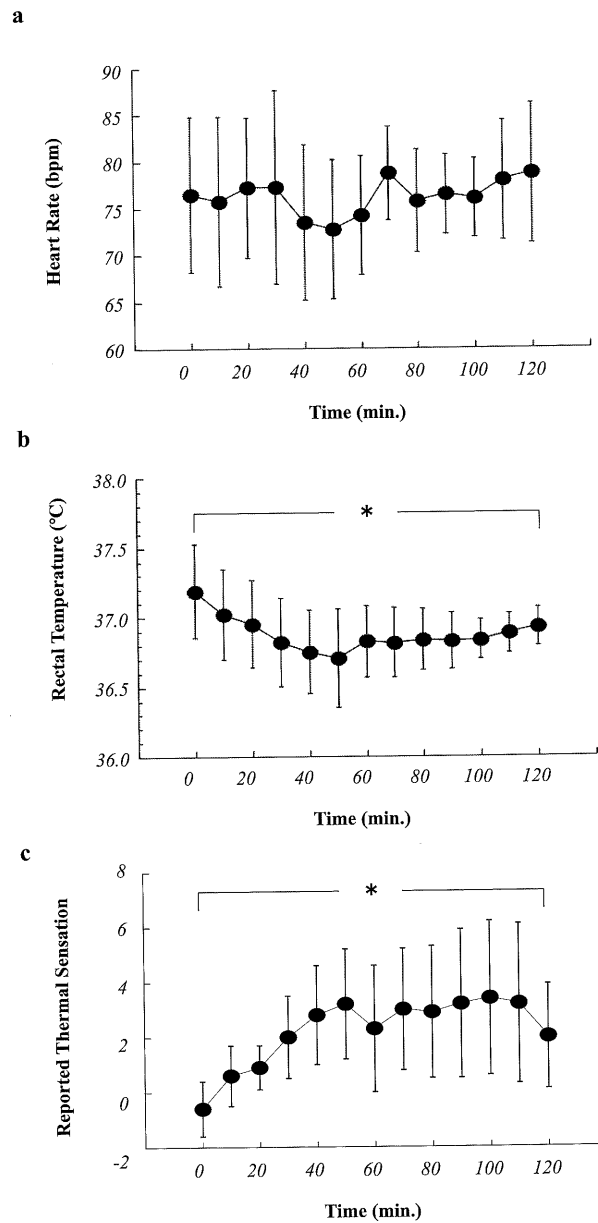 a
90
85
80
75
70
65
60
Heart Rate (bpm)
0 20 40 60 80 100 120
Time (min.)
b
38.0
37.5
37.0
36.5
36.0
Rectal Temperature (°C)
*
0 20 40 60 80 100 120
Time (min.)
c
8
6
4
2
0
-2
Reported Thermal Sensation
*
0 20 40 60 80 100 120
Time (min.)